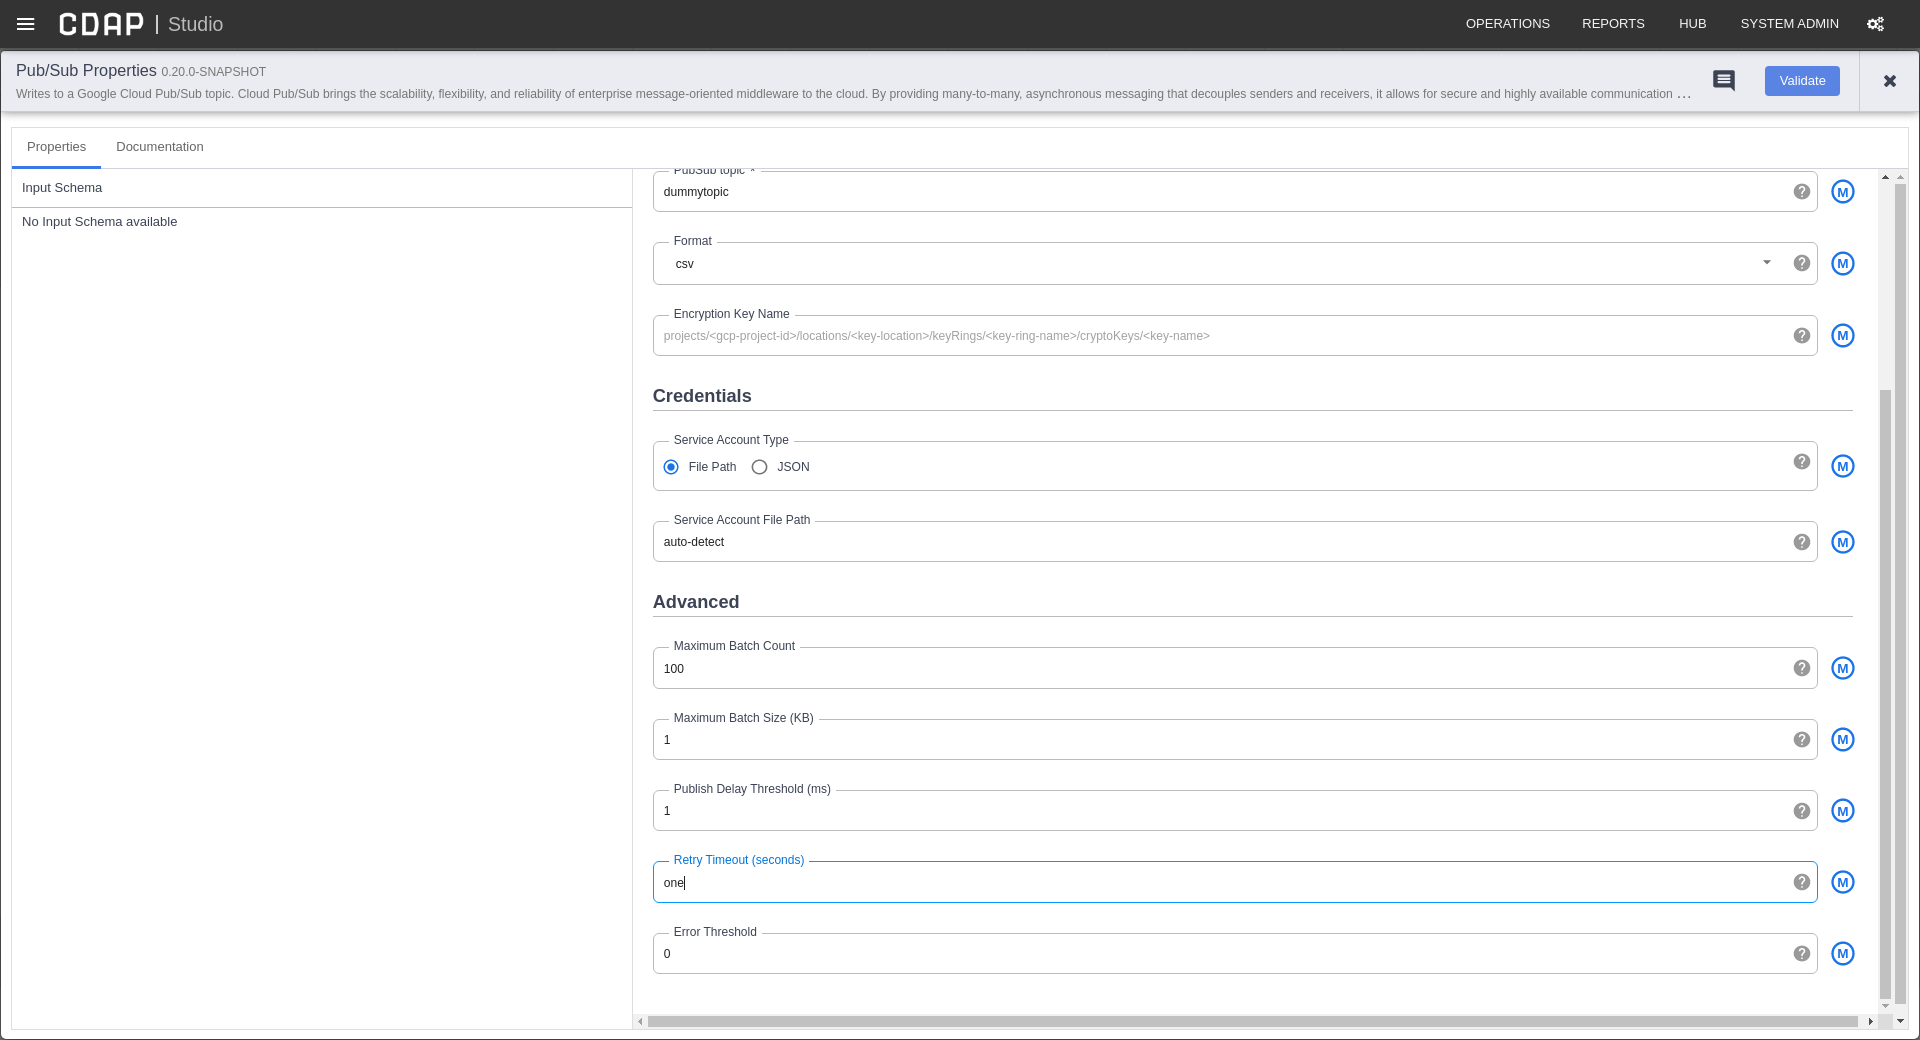 CDAP | Studio
OPERATIONS REPORTS HUB SYSTEM ADMIN
Pub/Sub Properties 0.20.0-SNAPSHOT
Writes to a Google Cloud Pub/Sub topic. Cloud Pub/Sub brings the scalability, flexibility, and reliability of enterprise message-oriented middleware to the cloud. By providing many-to-many, asynchronous messaging that decouples senders and receivers, it allows for secure and highly available communication ...
Validate
Properties Documentation
Input Schema
No Input Schema available
PubSub topic *
dummytopic
? M
Format
csv
? M
Encryption Key Name
projects/<gcp-project-id>/locations/<key-location>/keyRings/<key-ring-name>/cryptoKeys/<key-name>
? M
Credentials
Service Account Type
File Path JSON
? M
Service Account File Path
auto-detect
? M
Advanced
Maximum Batch Count
100
? M
Maximum Batch Size (KB)
1
? M
Publish Delay Threshold (ms)
1
? M
Retry Timeout (seconds)
one
? M
Error Threshold
0
? M